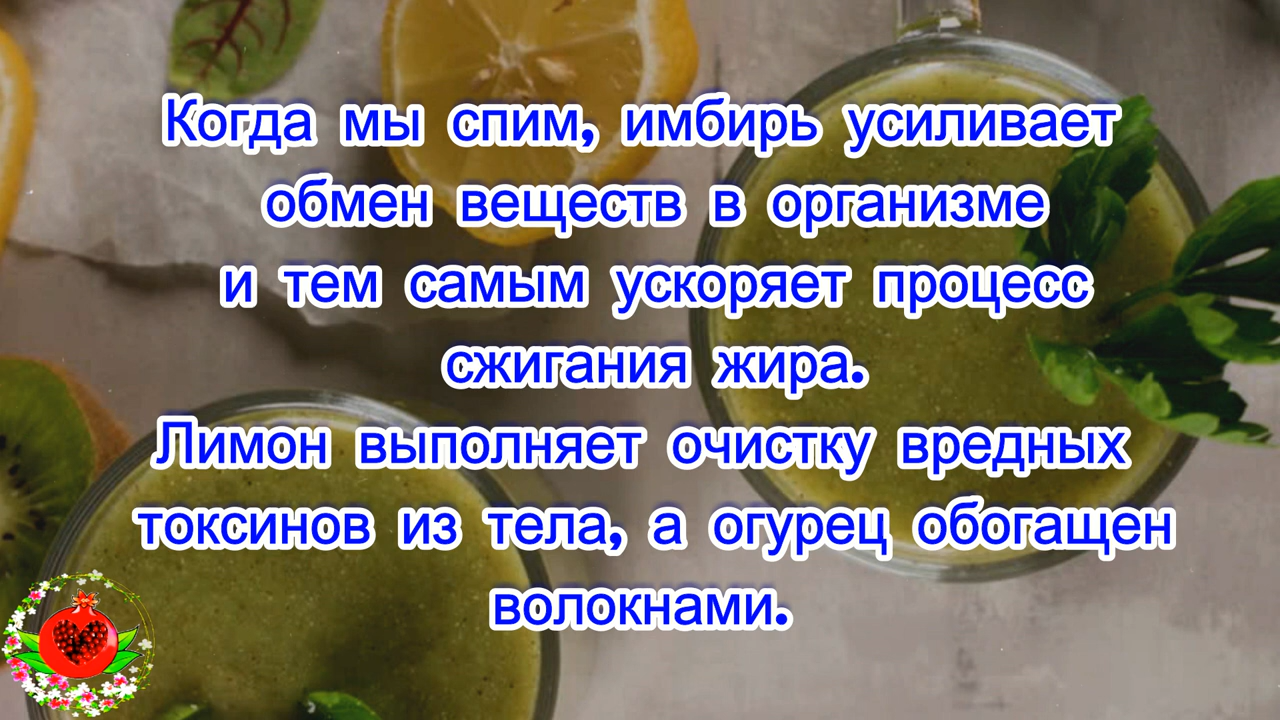 Когда мы спим, имбирь усиливает
обмен веществ в организме
и тем самым ускоряет процесс
сжигания жира.
Лимон выполняет очистку вредных
токсинов из тела, а огурец обогащен
волокнами.